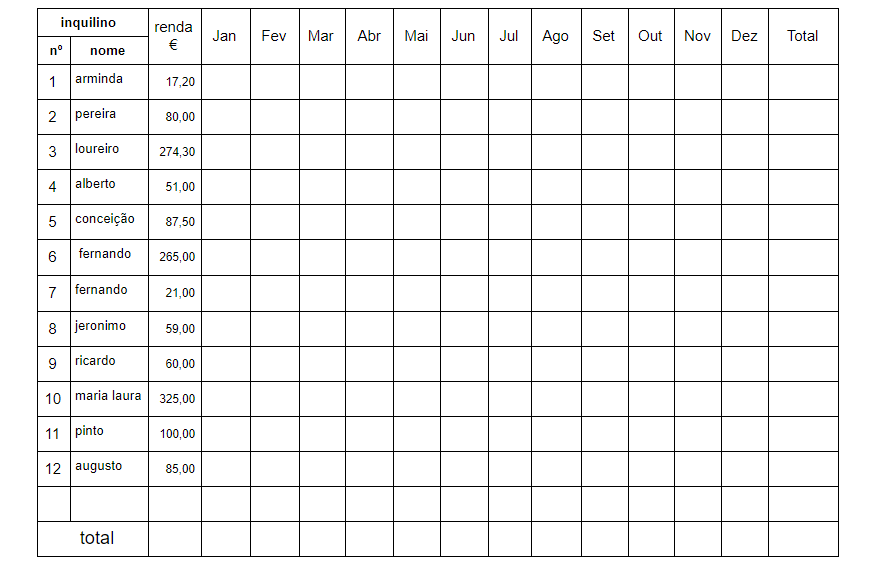 inquilino renda € Jan Fev Mar Abr Mai Jun Jul Ago Set Out Nov Dez Total
nº nome
1 arminda 17,20
2 pereira 80,00
3 loureiro 274,30
4 alberto 51,00
5 conceição 87,50
6 fernando 265,00
7 fernando 21,00
8 jeronimo 59,00
9 ricardo 60,00
10 maria laura 325,00
11 pinto 100,00
12 augusto 85,00
total